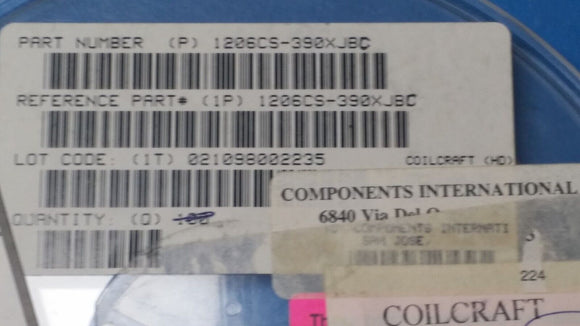 PART NUMBER (P) 1206CS-390XJBC
REFERENCE PART# (1P) 1206CS-390XJBC
LOT CODE: (1T) 021098002235 COILCRAFT (HD)
QUANTITY: (Q)
COMPONENTS INTERNATIONAL
6840 Via Del
COMPONENTS INTERNATI
SAN JOSE,
224
COILCRAFT